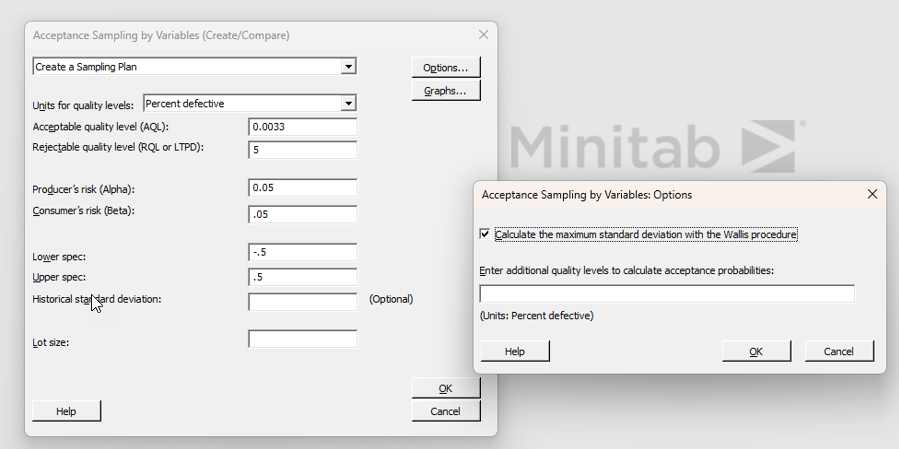 Acceptance Sampling by Variables (Create/Compare)
Create a Sampling Plan
Options...
Graphs...
Units for quality levels: Percent defective
Acceptable quality level (AQL): 0.0033
Rejectable quality level (RQL or LTPD): 5
Producer's risk (Alpha): 0.05
Consumer's risk (Beta): .05
Lower spec: -.5
Upper spec: .5
Historical standard deviation: (Optional)
Lot size:
OK
Help
Cancel
Minitab
Acceptance Sampling by Variables: Options
Calculate the maximum standard deviation with the Wallis procedure
Enter additional quality levels to calculate acceptance probabilities:
(Units: Percent defective)
Help
OK
Cancel